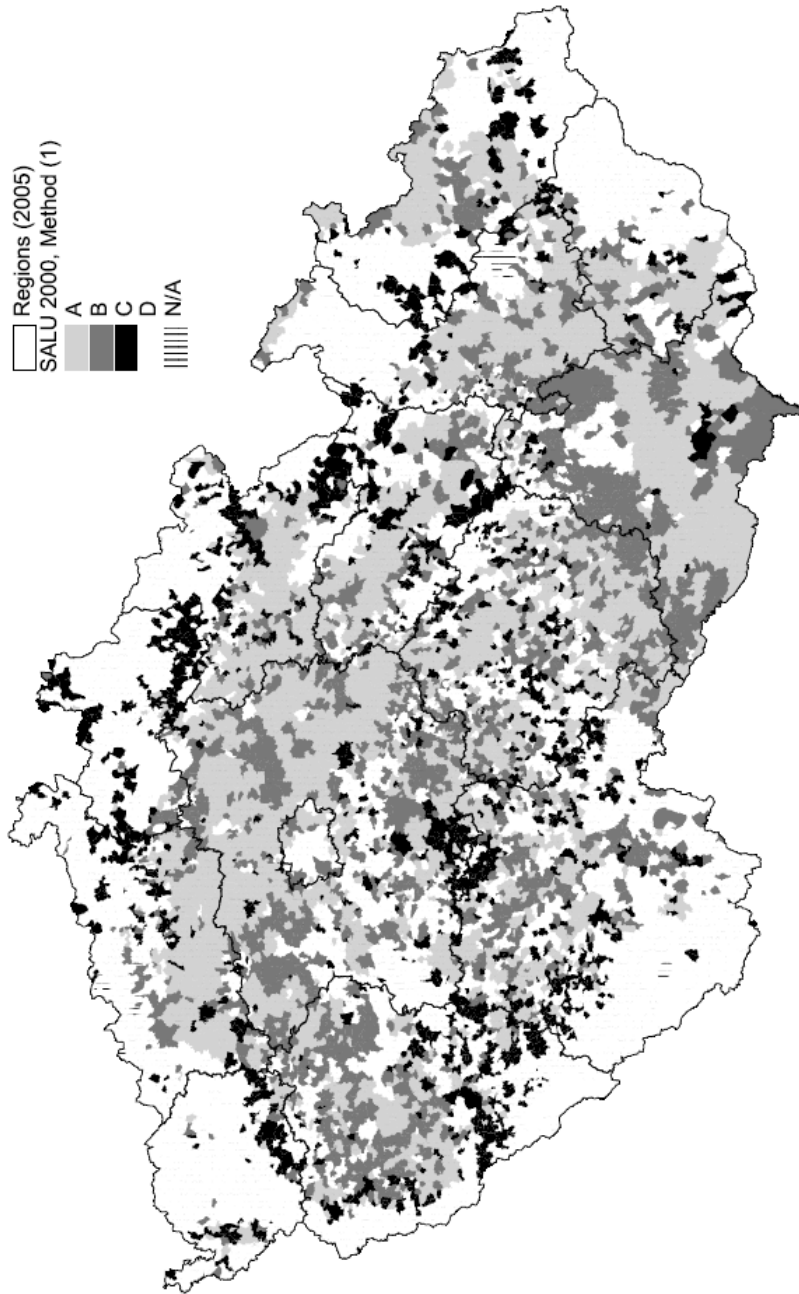 Regions (2005)
SALU 2000, Method (1)
A
B
C
D
N/A